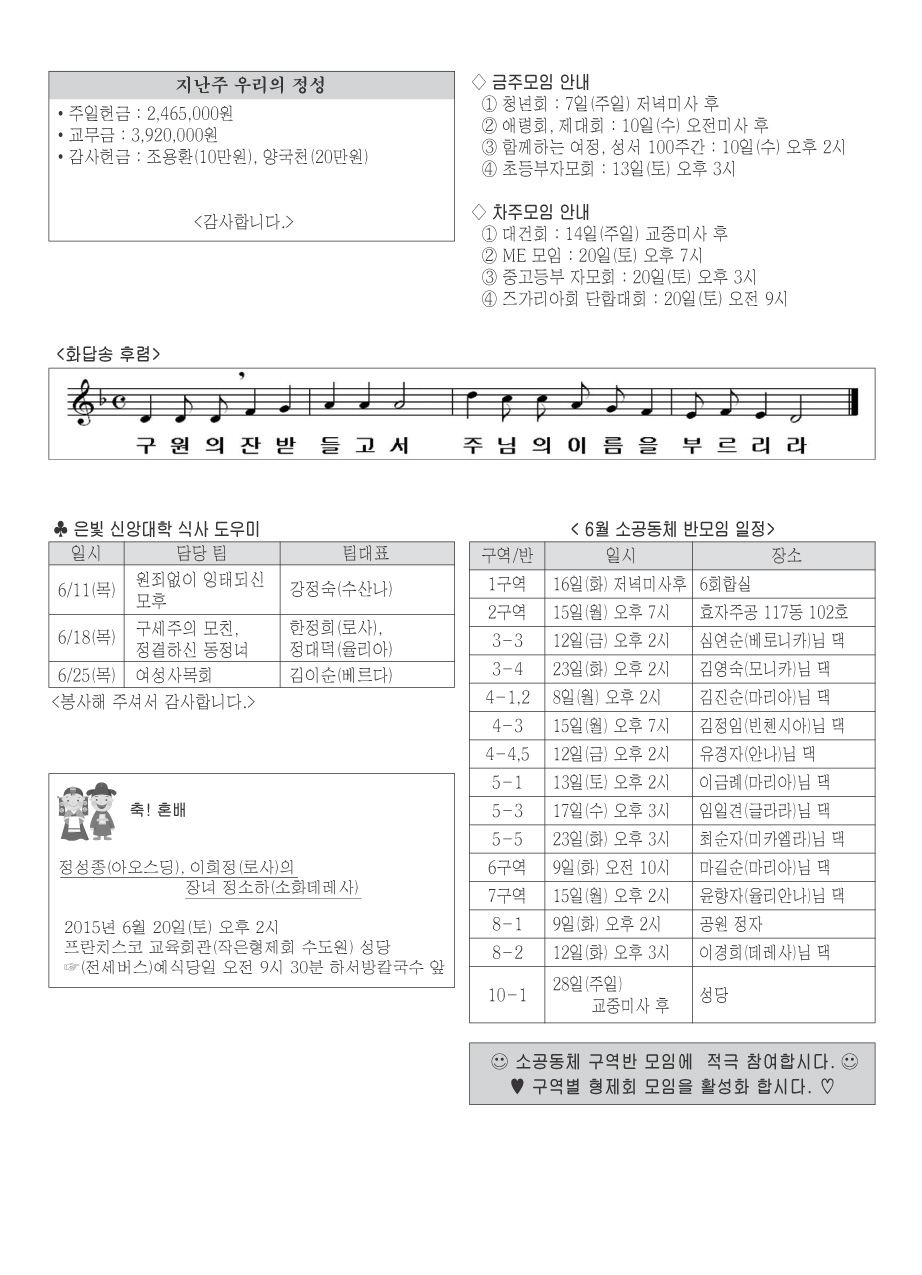 지난주 우리의 정성
• 주일헌금 : 2,465,000원
• 교무금 : 3,920,000원
• 감사헌금 : 조용환(10만원), 양국천(20만원)
<감사합니다.>
◇ 금주모임 안내
① 청년회 : 7일(주일) 저녁미사 후
② 애령회, 제대회 : 10일(수) 오전미사 후
③ 함께하는 여정, 성서 100주간 : 10일(수) 오후 2시
④ 초등부자모회 : 13일(토) 오후 3시
◇ 차주모임 안내
① 대건회 : 14일(주일) 교중미사 후
② ME 모임 : 20일(토) 오후 7시
③ 중고등부 자모회 : 20일(토) 오후 3시
④ 즈가리아회 단합대회 : 20일(토) 오전 9시
<화답송 후렴>
구 원 의 잔 받 들 고 서 주 님 의 이 름 을 부 르 리 라
♣ 은빛 신앙대학 식사 도우미
일시 담당 팀 팀대표
6/11(목) 원죄없이 잉태되신 모후 강정숙(수산나)
6/18(목) 구세주의 모친, 정결하신 동정녀 한정희(로사), 정대덕(율리아)
6/25(목) 여성사목회 김이순(베르다)
<봉사해 주셔서 감사합니다.>
축! 혼배
정성종(아오스딩), 이희정(로사)의
장녀 정소하(소화데레사)
2015년 6월 20일(토) 오후 2시
프란치스코 교육회관(작은형제회 수도원) 성당
☞(전세버스)예식당일 오전 9시 30분 하서방칼국수 앞
< 6월 소공동체 반모임 일정>
구역/반 일시 장소
1구역 16일(화) 저녁미사후 6회합실
2구역 15일(월) 오후 7시 효자주공 117동 102호
3-3 12일(금) 오후 2시 심연순(베로니카)님 댁
3-4 23일(화) 오후 2시 김영숙(모니카)님 댁
4-1,2 8일(월) 오후 2시 김진순(마리아)님 댁
4-3 15일(월) 오후 7시 김정임(빈첸시아)님 댁
4-4,5 12일(금) 오후 2시 유경자(안나)님 댁
5-1 13일(토) 오후 2시 이금례(마리아)님 댁
5-3 17일(수) 오후 3시 임일견(글라라)님 댁
5-5 23일(화) 오후 3시 최순자(미카엘라)님 댁
6구역 9일(화) 오전 10시 마길순(마리아)님 댁
7구역 15일(월) 오후 2시 윤향자(율리안나)님 댁
8-1 9일(화) 오후 2시 공원 정자
8-2 12일(화) 오후 3시 이경희(데레사)님 댁
10-1 28일(주일) 교중미사 후 성당
☺ 소공동체 구역반 모임에 적극 참여합시다. ☺
♥ 구역별 형제회 모임을 활성화 합시다. ♡